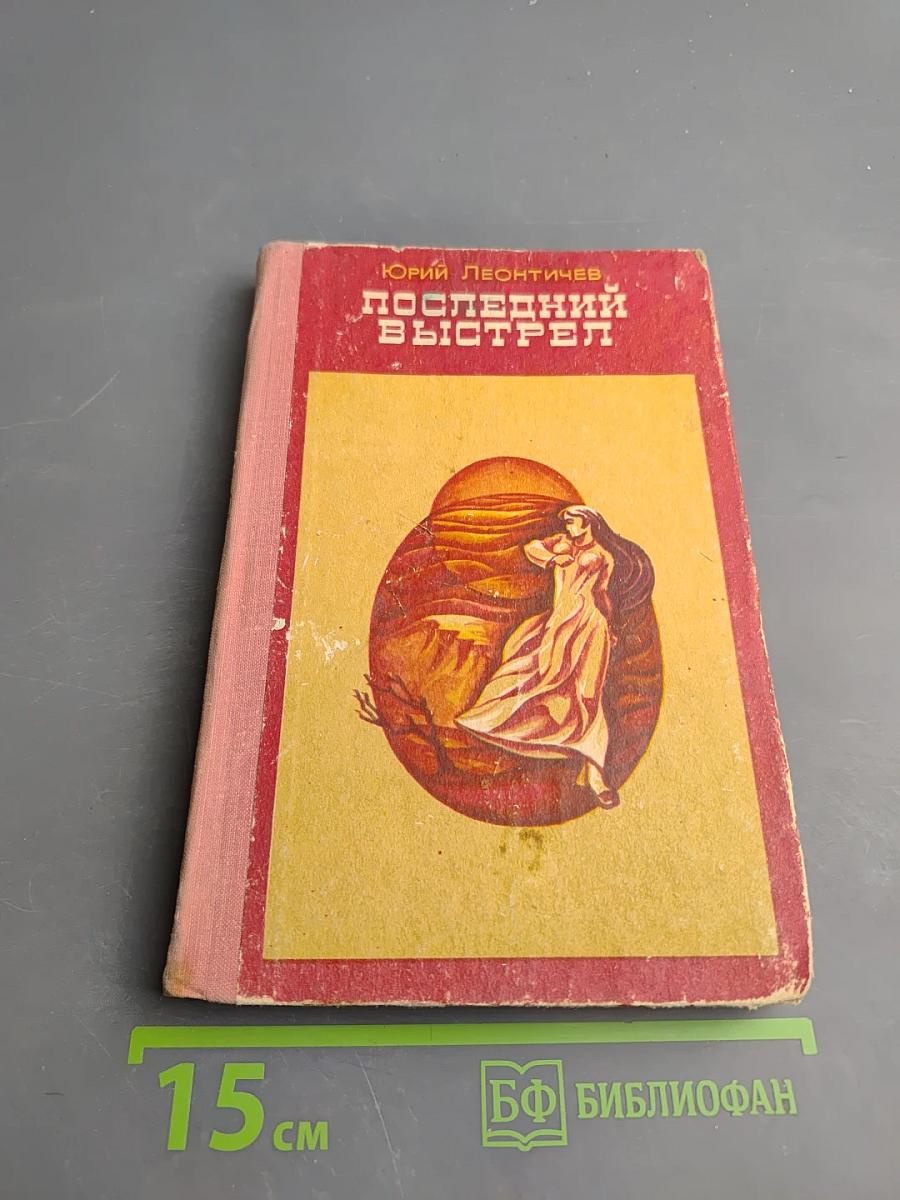 Юрий Леонтичев
ПОСЛЕДНИЙ
ВЫСТРЕЛ
15 см
БФ БИБЛИОФАН